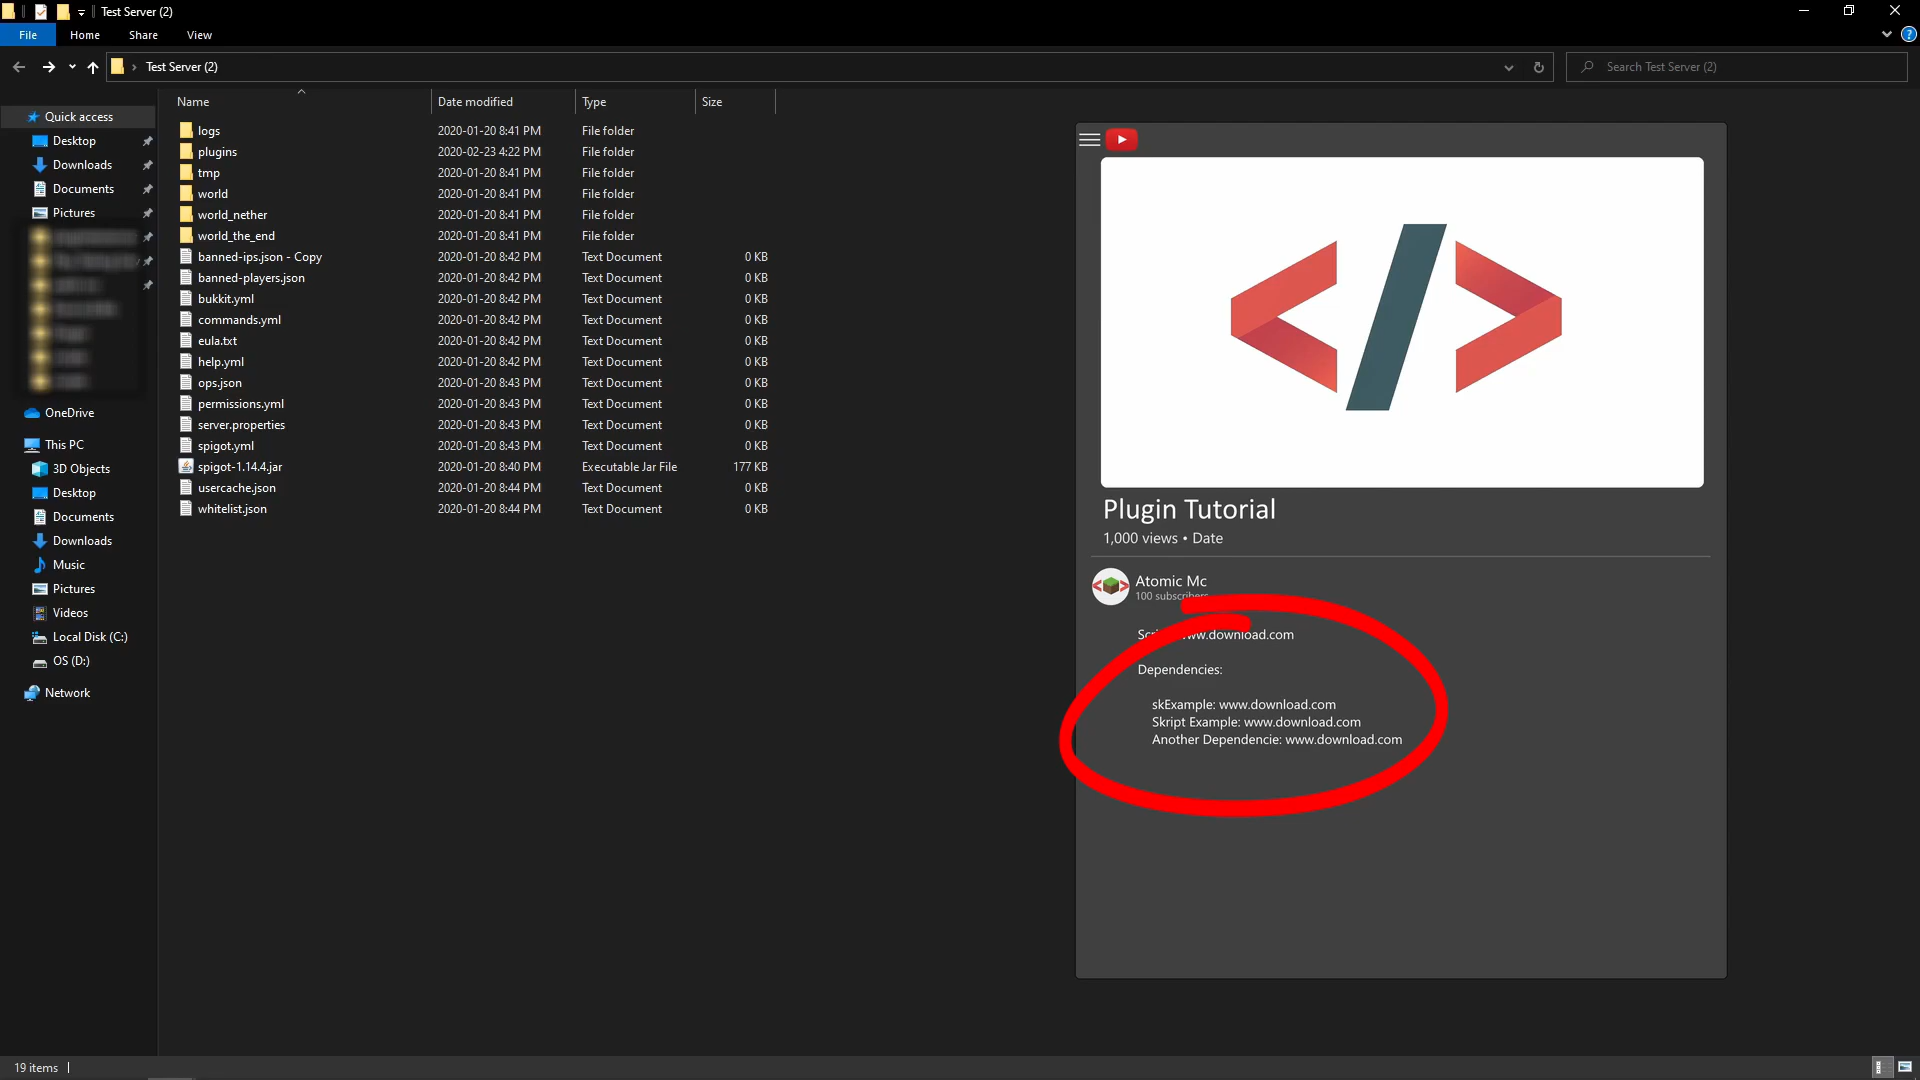 Test Server (2)
File
Home
Share
View
Test Server (2)
Search Test Server (2)
Quick access
Desktop
Downloads
Documents
Pictures
OneDrive
This PC
3D Objects
Desktop
Documents
Downloads
Music
Pictures
Videos
Local Disk (C:)
OS (D:)
Network
Name Date modified Type Size
logs 2020-01-20 8:41 PM File folder
plugins 2020-02-23 4:22 PM File folder
tmp 2020-01-20 8:41 PM File folder
world 2020-01-20 8:41 PM File folder
world_nether 2020-01-20 8:41 PM File folder
world_the_end 2020-01-20 8:41 PM File folder
banned-ips.json - Copy 2020-01-20 8:42 PM Text Document 0 KB
banned-players.json 2020-01-20 8:42 PM Text Document 0 KB
bukkit.yml 2020-01-20 8:42 PM Text Document 0 KB
commands.yml 2020-01-20 8:42 PM Text Document 0 KB
eula.txt 2020-01-20 8:42 PM Text Document 0 KB
help.yml 2020-01-20 8:42 PM Text Document 0 KB
ops.json 2020-01-20 8:43 PM Text Document 0 KB
permissions.yml 2020-01-20 8:43 PM Text Document 0 KB
server.properties 2020-01-20 8:43 PM Text Document 0 KB
spigot.yml 2020-01-20 8:43 PM Text Document 0 KB
spigot-1.14.4.jar 2020-01-20 8:40 PM Executable Jar File 177 KB
usercache.json 2020-01-20 8:44 PM Text Document 0 KB
whitelist.json 2020-01-20 8:44 PM Text Document 0 KB
</>
Plugin Tutorial
1,000 views • Date
Atomic Mc
100 subscribers
www.download.com
Dependencies:
skExample: www.download.com
Skript Example: www.download.com
Another Dependencie: www.download.com
19 items